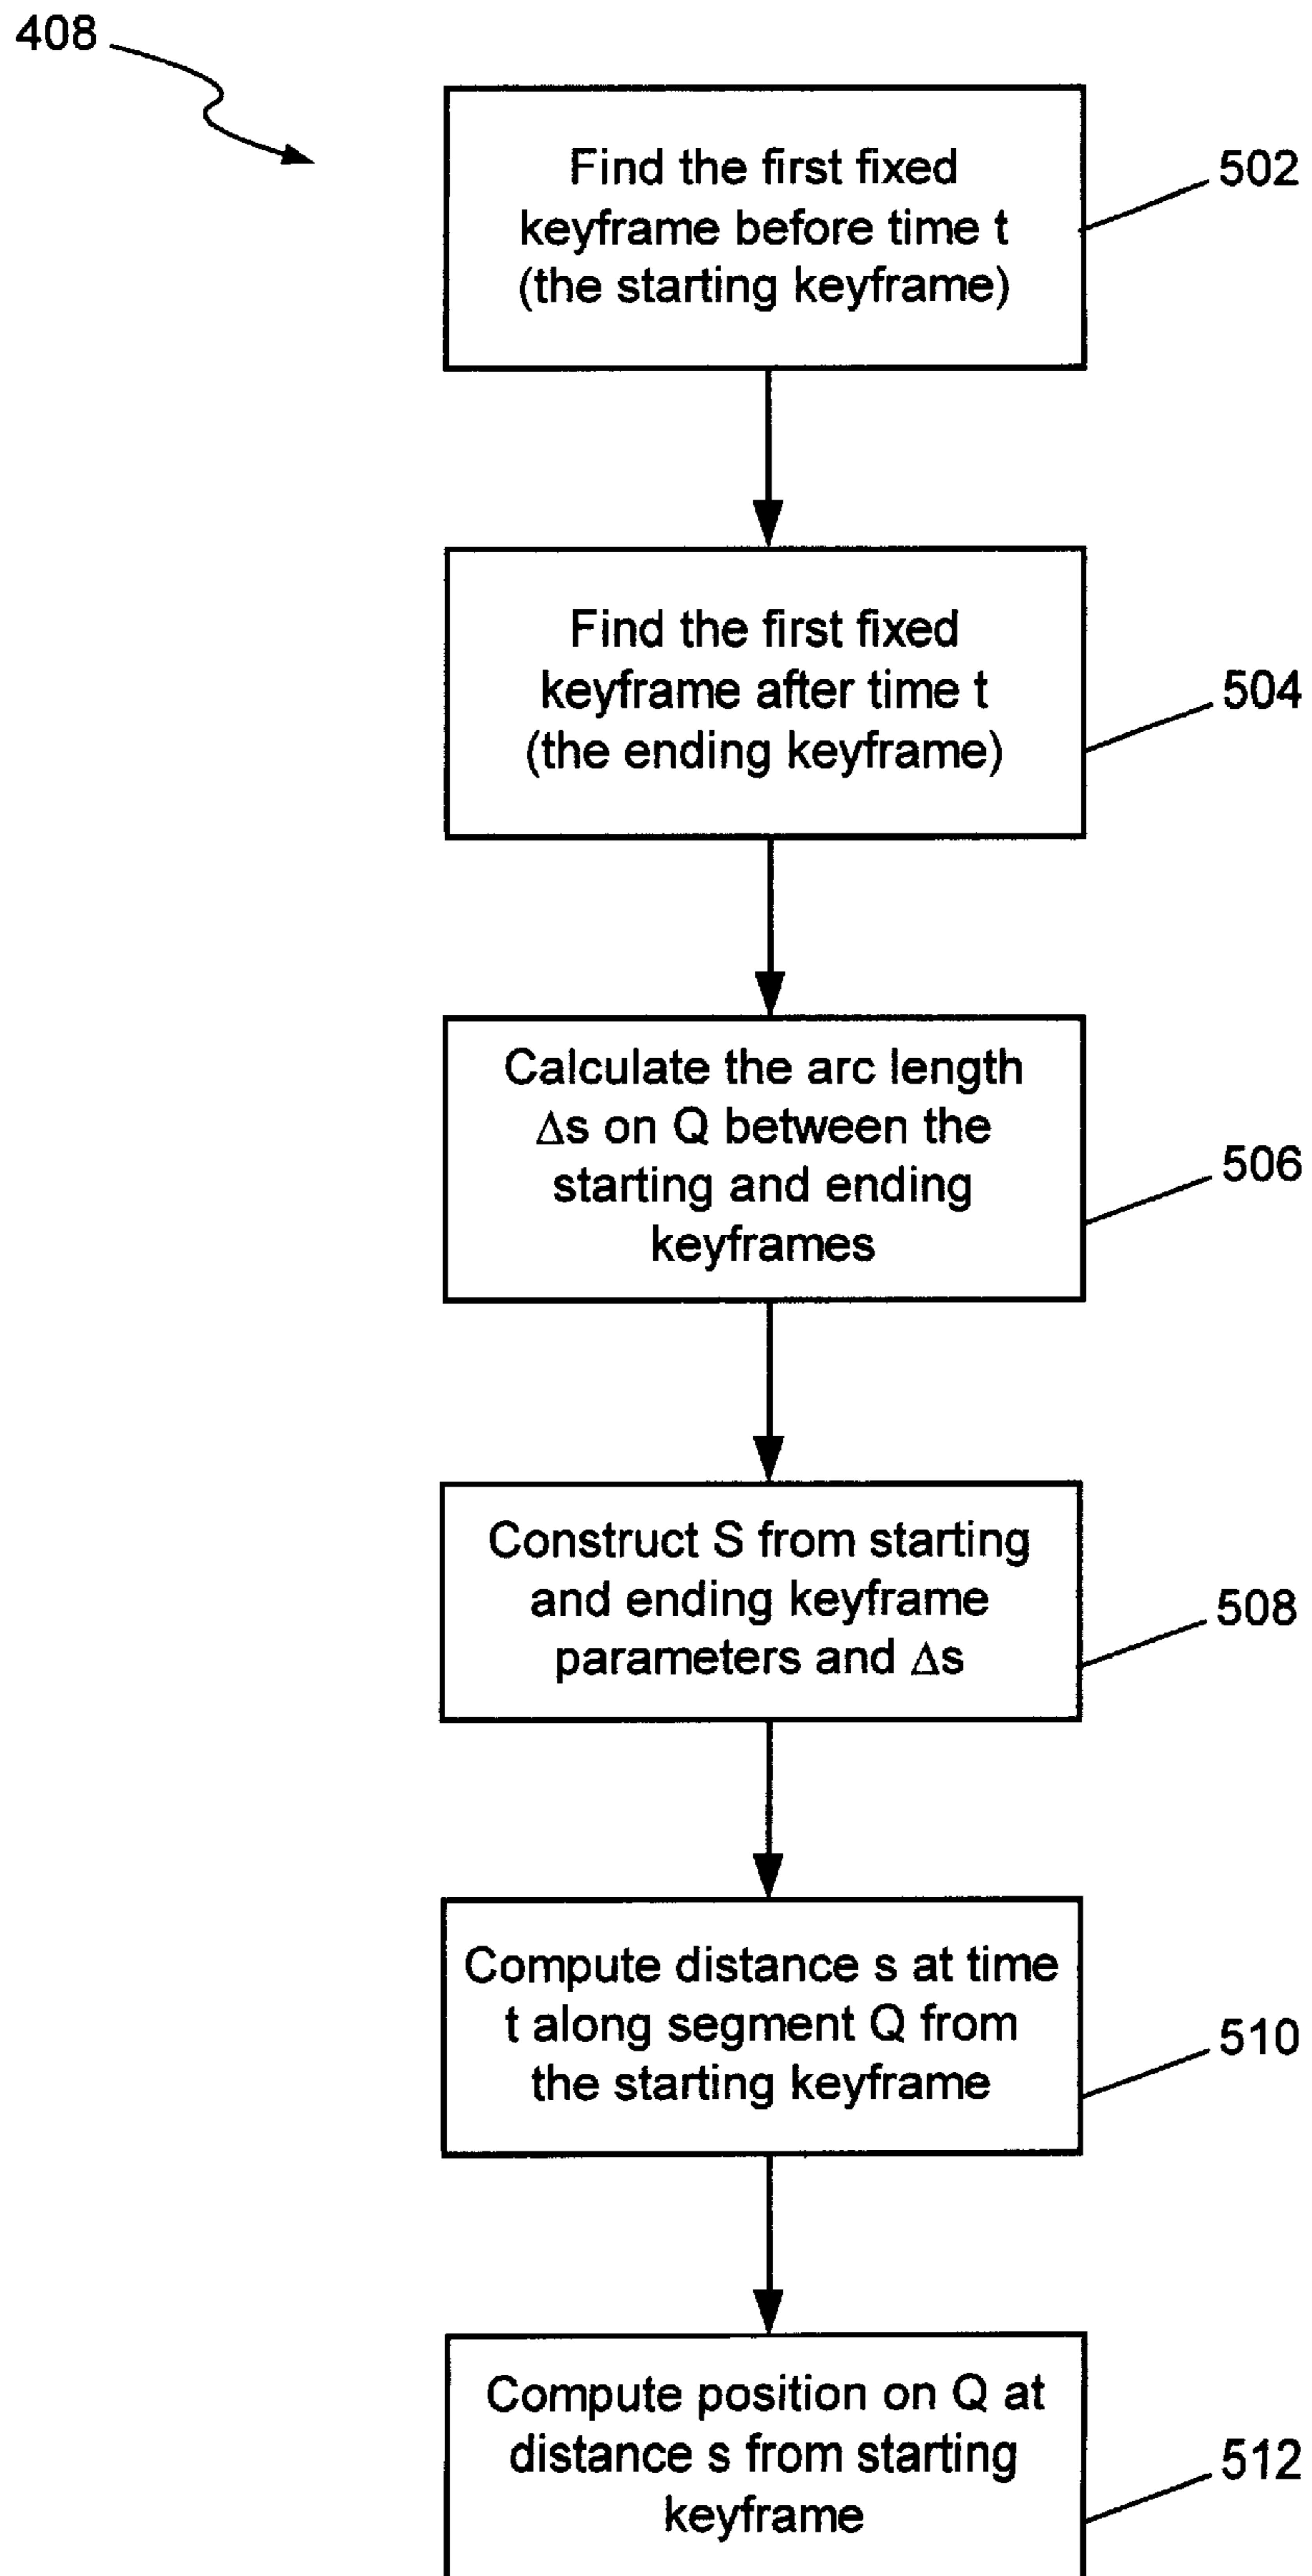 408
Find the first fixed
keyframe before time t
(the starting keyframe)
502
Find the first fixed
keyframe after time t
(the ending keyframe)
504
Calculate the arc length
Δs on Q between the
starting and ending
keyframes
506
Construct S from starting
and ending keyframe
parameters and Δs
508
Compute distance s at time
t along segment Q from
the starting keyframe
510
Compute position on Q at
distance s from starting
keyframe
512